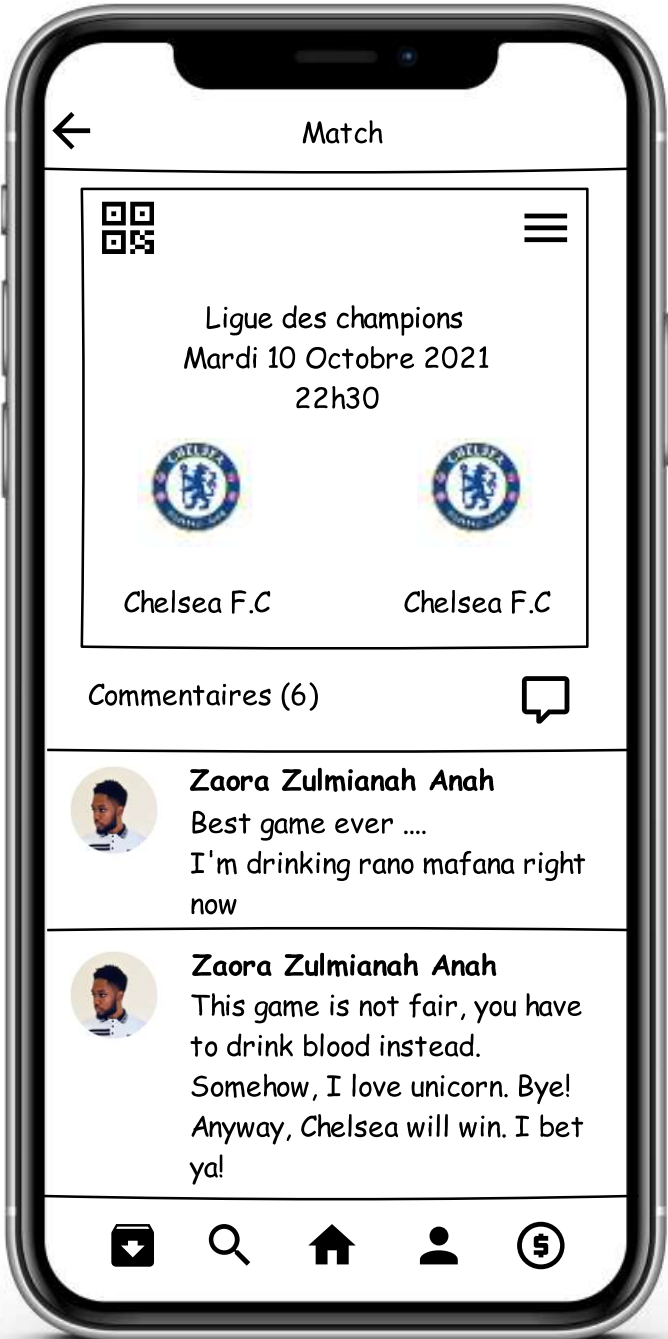 Match
Ligue des champions
Mardi 10 Octobre 2021
22h30
CHELSEA
CHELSEA
Chelsea F.C
Chelsea F.C
Commentaires (6)
Zaora Zulmianah Anah
Best game ever ....
I'm drinking rano mafana right
now
Zaora Zulmianah Anah
This game is not fair, you have
to drink blood instead.
Somehow, I love unicorn. Bye!
Anyway, Chelsea will win. I bet
ya!